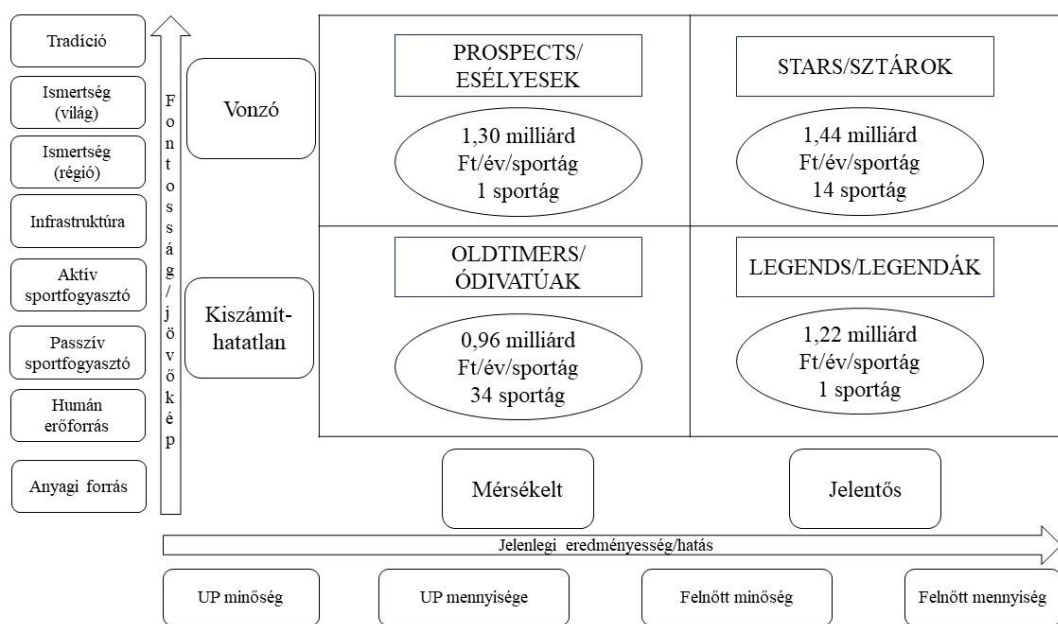 Tradíció
Ismertség
(világ)
Ismertség
(régió)
Infrastruktúra
Aktív
sportfogyasztó
Passzív
sportfogyasztó
Humán
erőforrás
Anyagi forrás
Fontosság/jövőkép
Vonzó
Kiszámít-
hatatlan
PROSPECTS/
ESÉLYESEK
1,30 milliárd
Ft/év/sportág
1 sportág
STARS/SZTÁROK
1,44 milliárd
Ft/év/sportág
14 sportág
OLDTIMERS/
ÓDIVATÚAK
0,96 milliárd
Ft/év/sportág
34 sportág
LEGENDS/LEGENDÁK
1,22 milliárd
Ft/év/sportág
1 sportág
Mérsékelt
Jelentős
Jelenlegi eredményesség/hatás
UP minőség
UP mennyisége
Felnőtt minőség
Felnőtt mennyiség